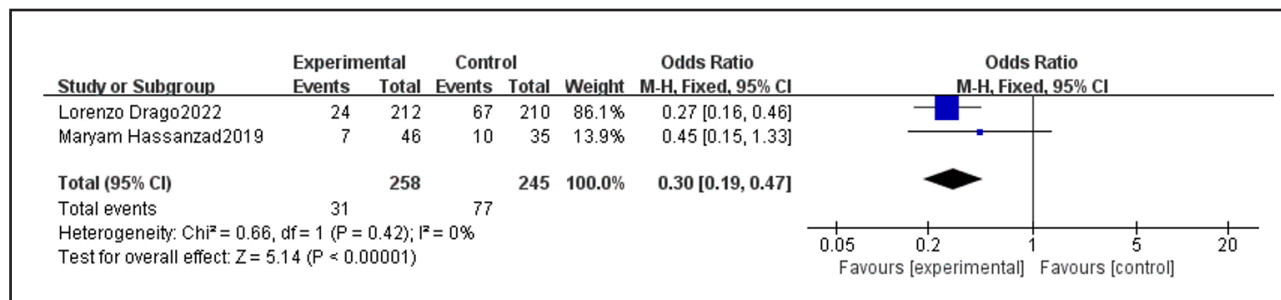 Experimental Control Odds Ratio Odds Ratio
Study or Subgroup Events Total Events Total Weight M-H, Fixed, 95% CI M-H, Fixed, 95% CI
Lorenzo Drago2022 24 212 67 210 86.1% 0.27 [0.16, 0.46]
Maryam Hassanzad2019 7 46 10 35 13.9% 0.45 [0.15, 1.33]
Total (95% CI) 258 245 100.0% 0.30 [0.19, 0.47]
Total events 31 77
Heterogeneity: Chi² = 0.66, df = 1 (P = 0.42); I² = 0%
Test for overall effect: Z = 5.14 (P < 0.00001)
0.05 0.2 1 5 20
Favours [experimental] Favours [control]